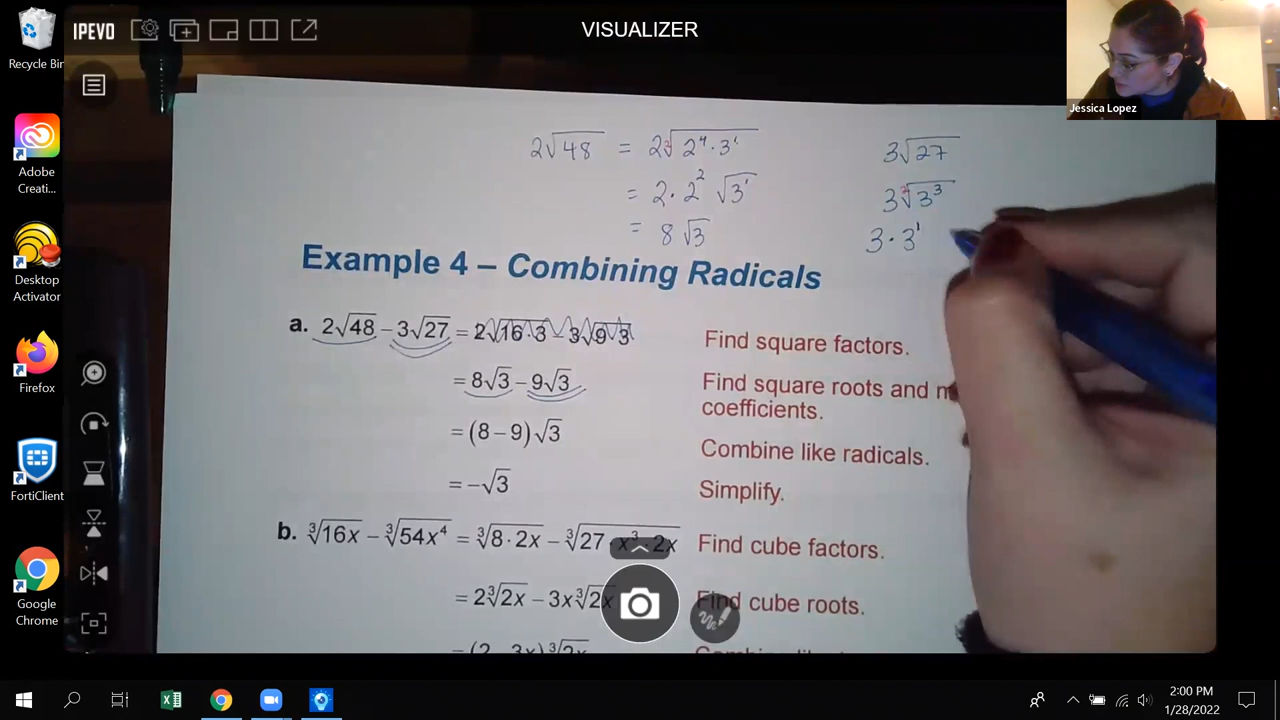 IPEVO
VISUALIZER
Jessica Lopez
Recycle Bin
Adobe
Creati...
Desktop
Activator
Firefox
FortiClient
Google
Chrome
2√48 = 2²√2⁴·3¹
= 2·2² √3¹
= 8√3
3√27
3²√3³
3·3¹
Example 4 – Combining Radicals
a. 2√48 − 3√27 = 2√16·3 − 3√9·3 Find square factors.
= 8√3 − 9√3 Find square roots and m
coefficients.
= (8 − 9)√3 Combine like radicals.
= −√3 Simplify.
b. ∛16x − ∛54x⁴ = ∛8·2x − ∛27 x³·2x Find cube factors.
= 2∛2x − 3x∛2x Find cube roots.
2:00 PM
1/28/2022